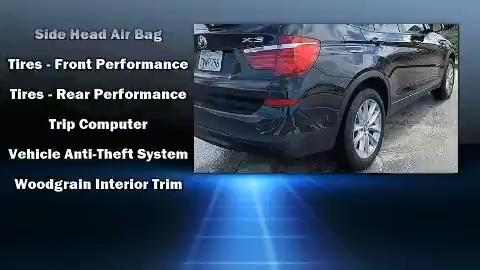 Side Head Air Bag
Tires - Front Performance
Tires - Rear Performance
Trip Computer
Vehicle Anti-Theft System
Woodgrain Interior Trim
X3